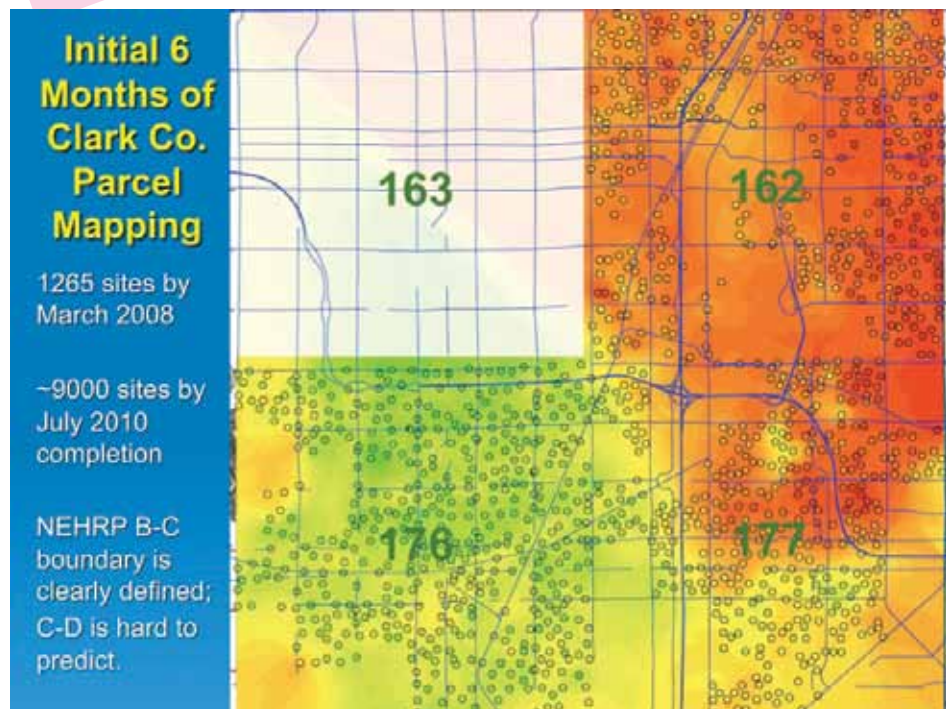 Initial 6
Months of
Clark Co.
Parcel
Mapping
1265 sites by
March 2008
~9000 sites by
July 2010
completion
NEHRP B-C
boundary is
clearly defined;
C-D is hard to
predict.
163
162
176
177